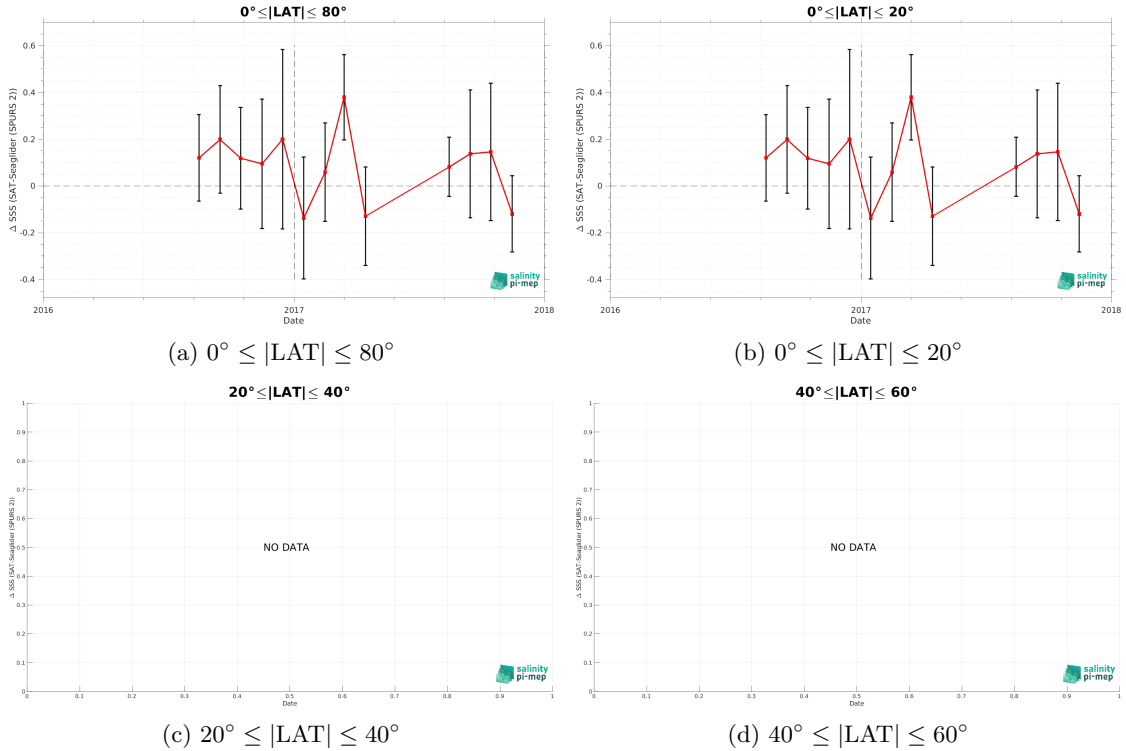 0°≤|LAT|≤ 80°
Δ SSS (SAT-Seaglider (SPURS 2))
0.6
0.4
0.2
0
-0.2
-0.4
2016
2017
2018
Date
salinity
pi-mep
(a) 0° ≤ |LAT| ≤ 80°
0°≤|LAT|≤ 20°
Δ SSS (SAT-Seaglider (SPURS 2))
0.6
0.4
0.2
0
-0.2
-0.4
2016
2017
2018
Date
salinity
pi-mep
(b) 0° ≤ |LAT| ≤ 20°
20°≤|LAT|≤ 40°
Δ SSS (SAT-Seaglider (SPURS 2))
1
0.9
0.8
0.7
0.6
0.5
0.4
0.3
0.2
0.1
0
NO DATA
0 0.1 0.2 0.3 0.4 0.5 0.6 0.7 0.8 0.9 1
Date
salinity
pi-mep
(c) 20° ≤ |LAT| ≤ 40°
40°≤|LAT|≤ 60°
Δ SSS (SAT-Seaglider (SPURS 2))
1
0.9
0.8
0.7
0.6
0.5
0.4
0.3
0.2
0.1
0
NO DATA
0 0.1 0.2 0.3 0.4 0.5 0.6 0.7 0.8 0.9 1
Date
salinity
pi-mep
(d) 40° ≤ |LAT| ≤ 60°